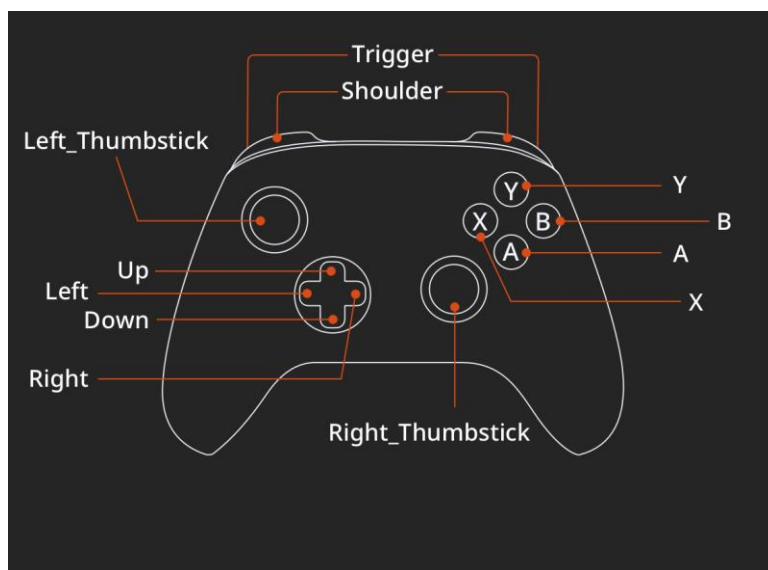 Trigger
Shoulder
Left_Thumbstick
Y
Y
X
B
B
A
A
X
Up
Left
Down
Right
Right_Thumbstick